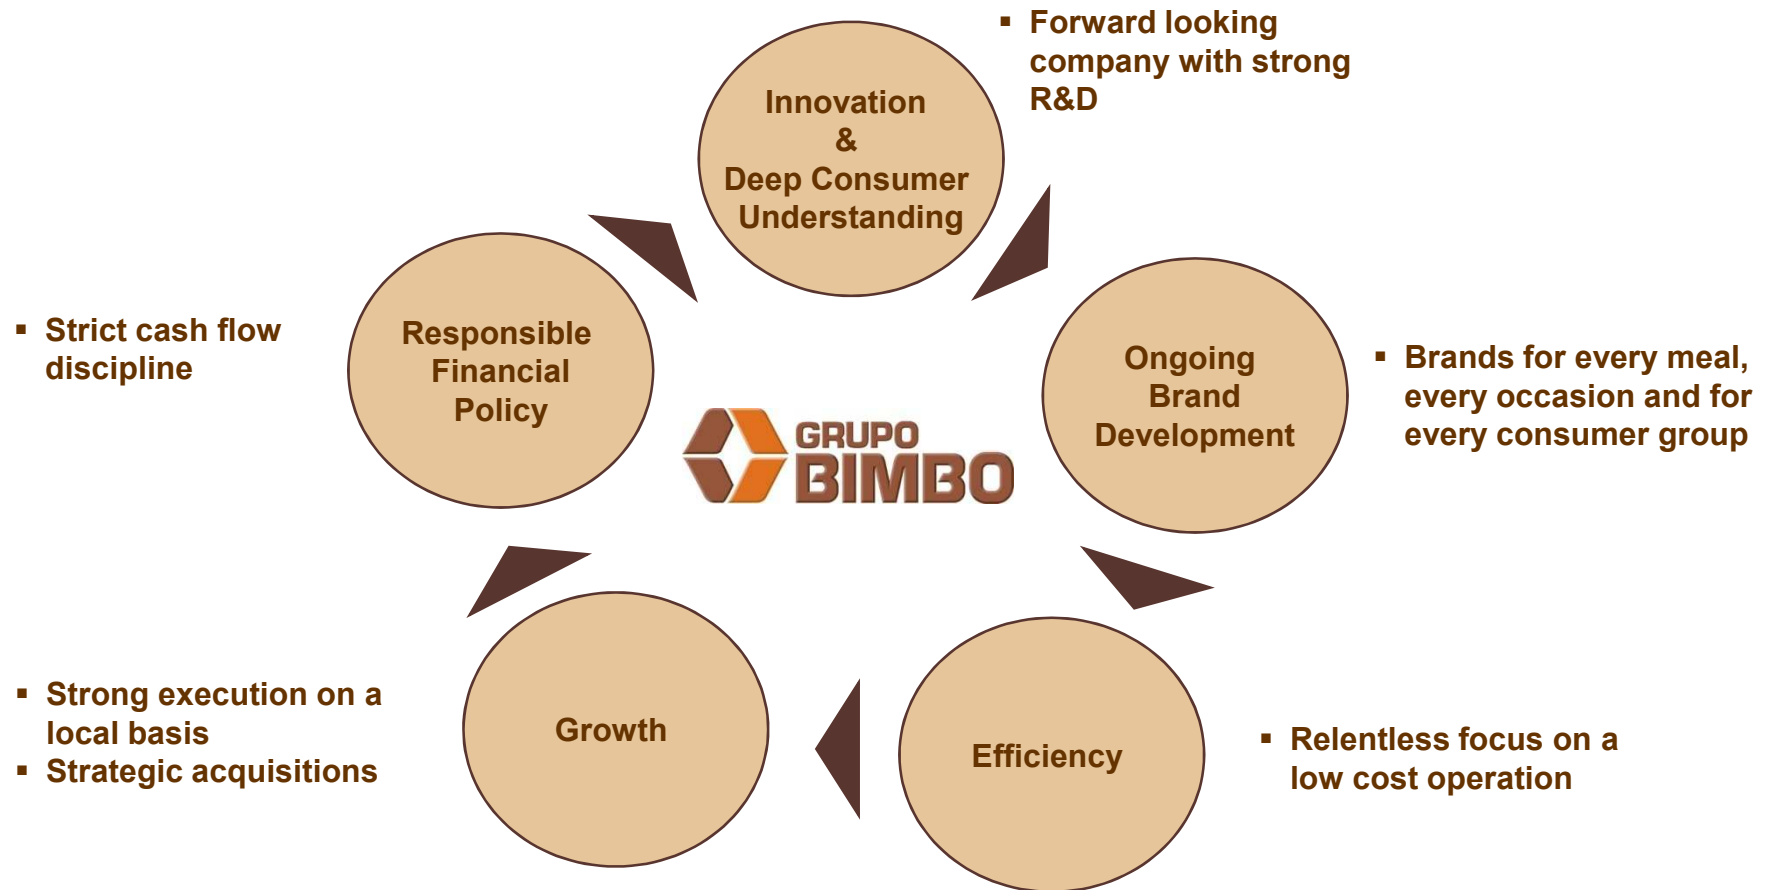 Innovation
&
Deep Consumer
Understanding
▪ Forward looking
company with strong
R&D
Ongoing
Brand
Development
▪ Brands for every meal,
every occasion and for
every consumer group
Efficiency
▪ Relentless focus on a
low cost operation
Growth
▪ Strong execution on a
local basis
▪ Strategic acquisitions
Responsible
Financial
Policy
▪ Strict cash flow
discipline
GRUPO
BIMBO